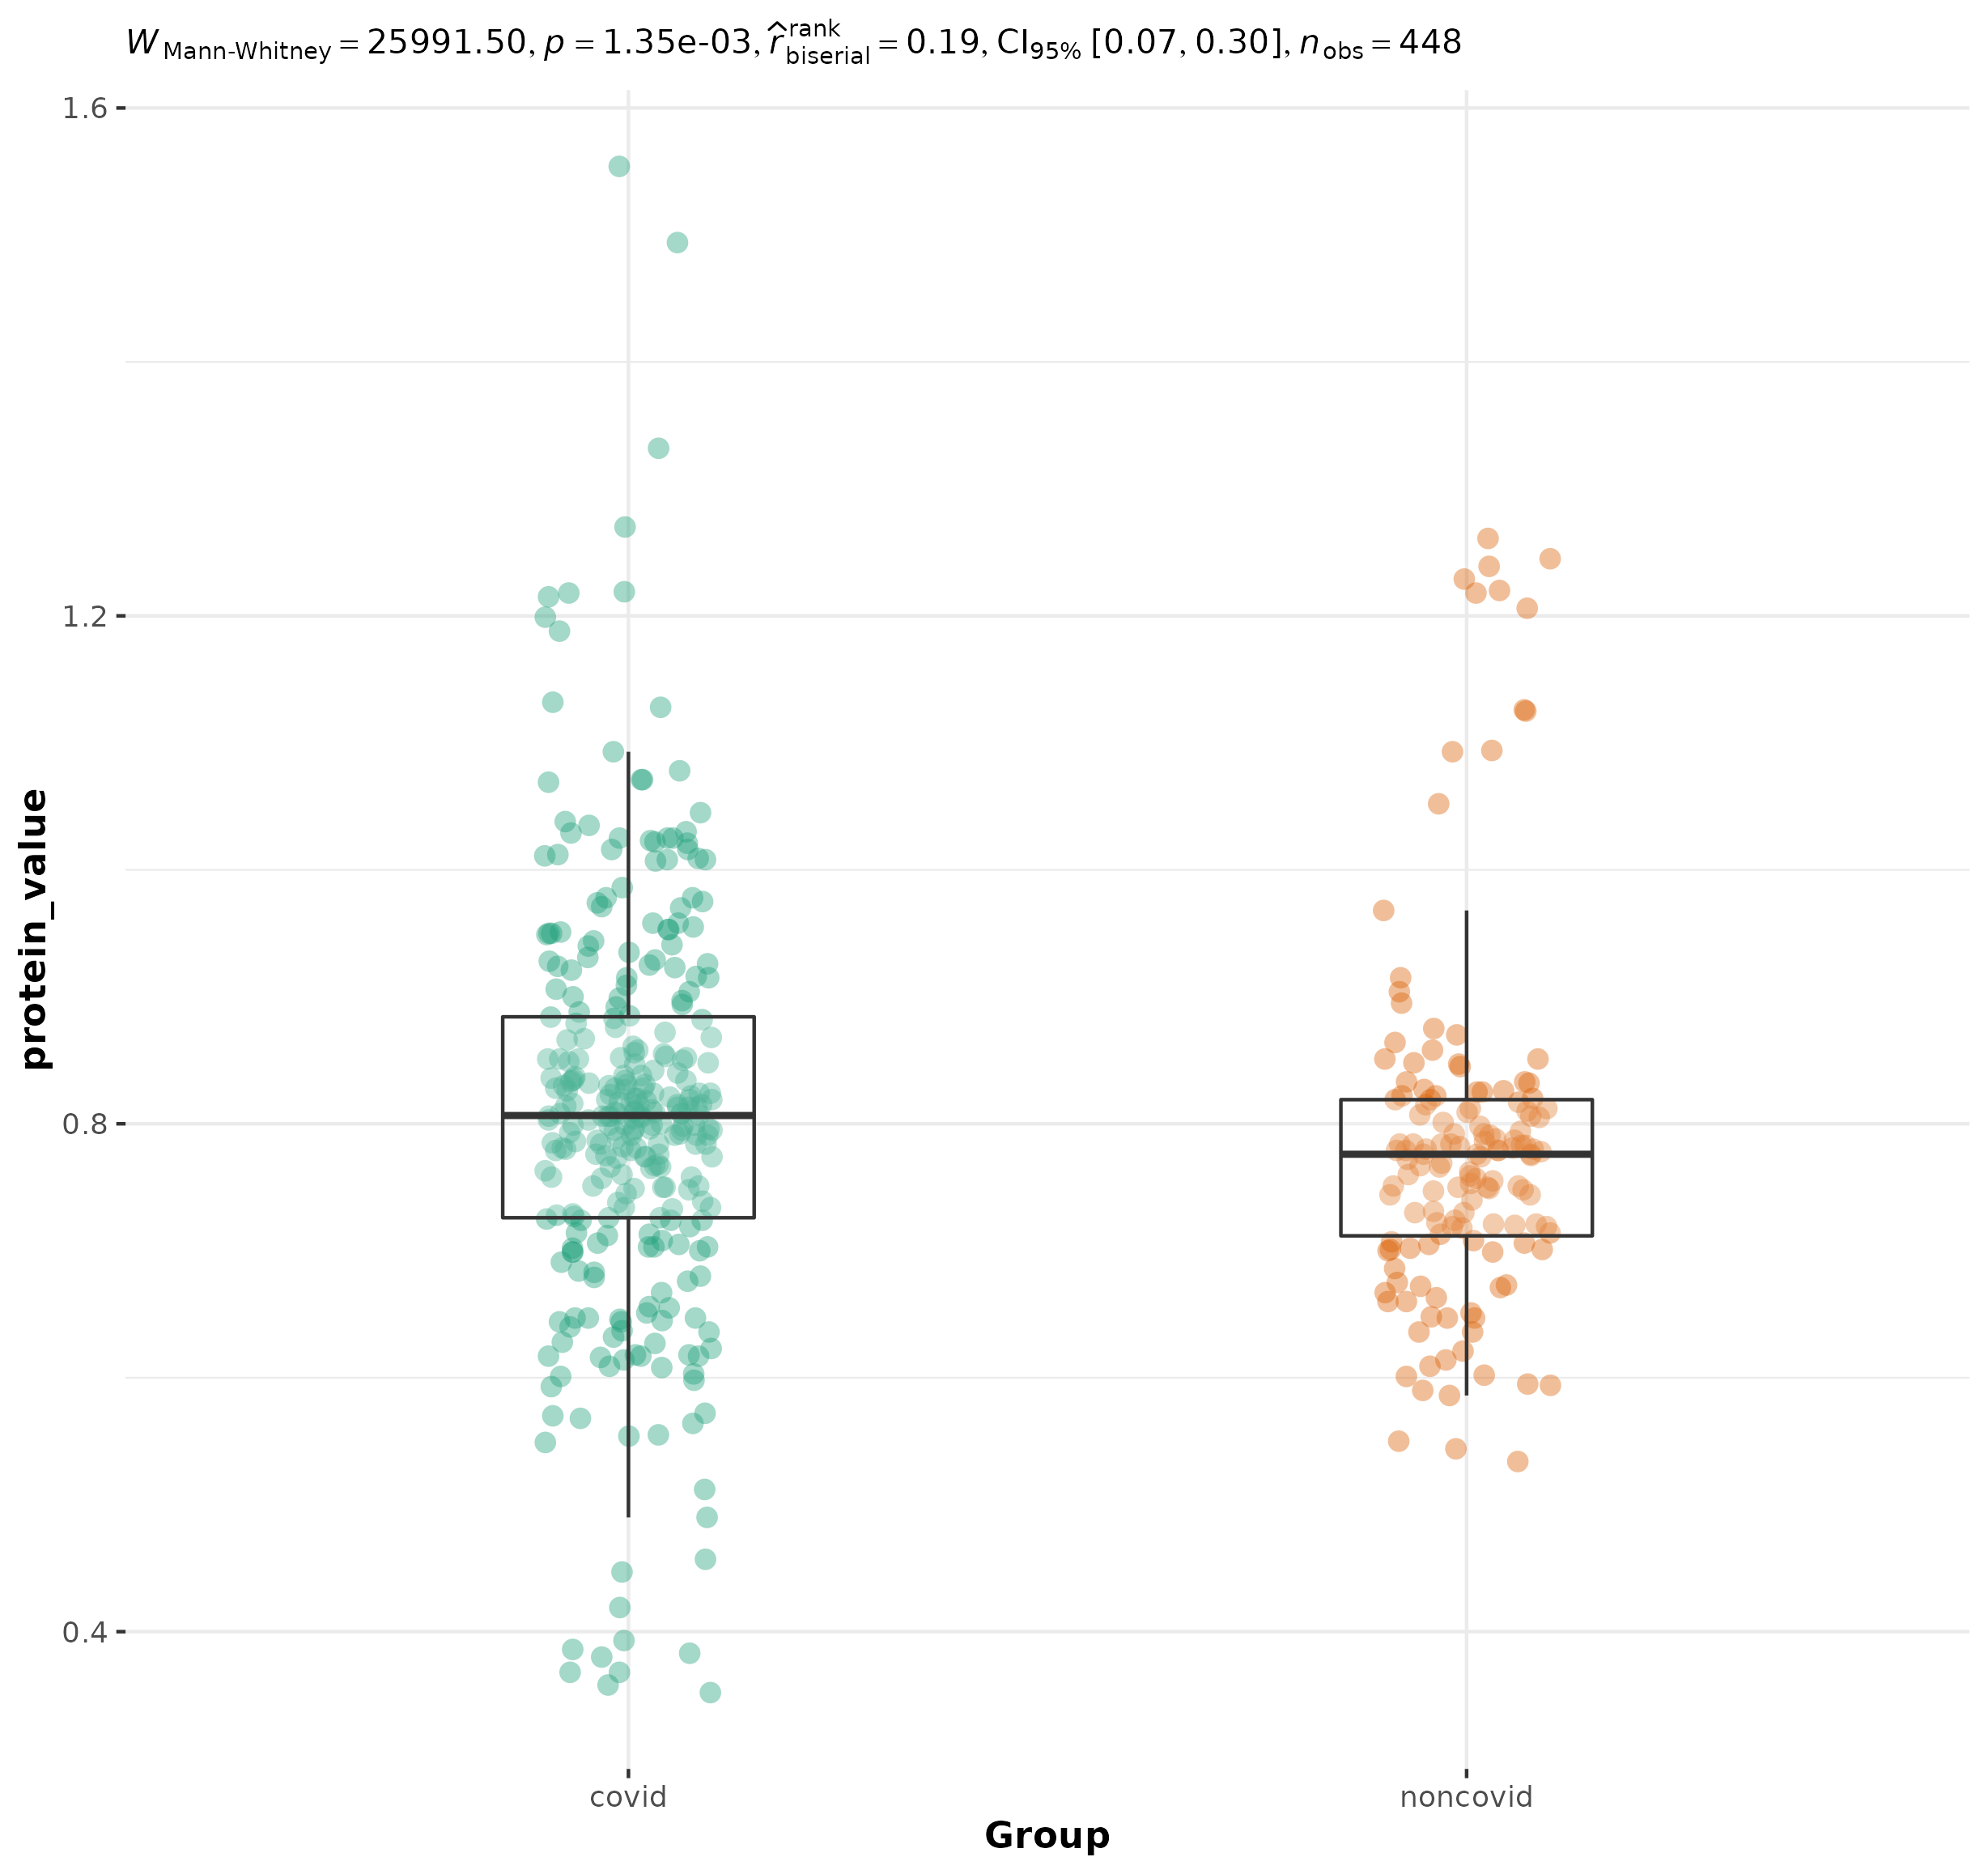 W Mann-Whitney = 25991.50, p = 1.35e-03, r̂ rank biserial = 0.19, CI95% [0.07, 0.30], n obs = 448
1.6
1.2
0.8
0.4
protein_value
covid noncovid
Group